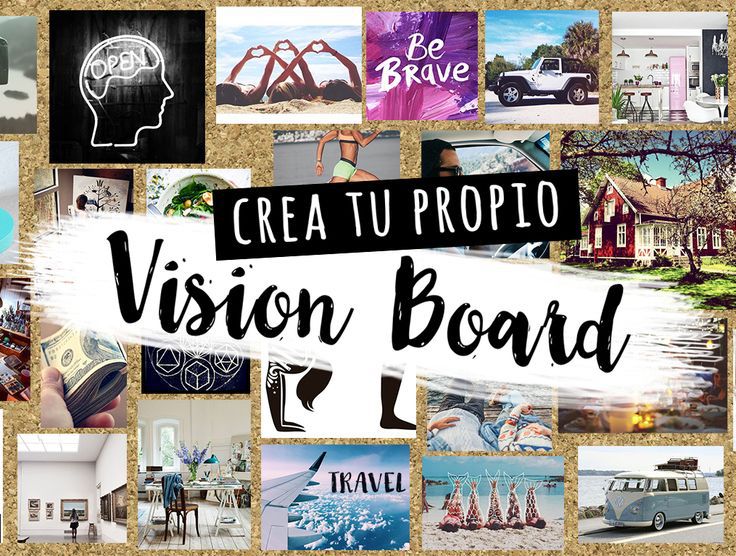 OPEN
Be
BRAVE
CREA TU PROPIO
Vision Board
TRAVEL